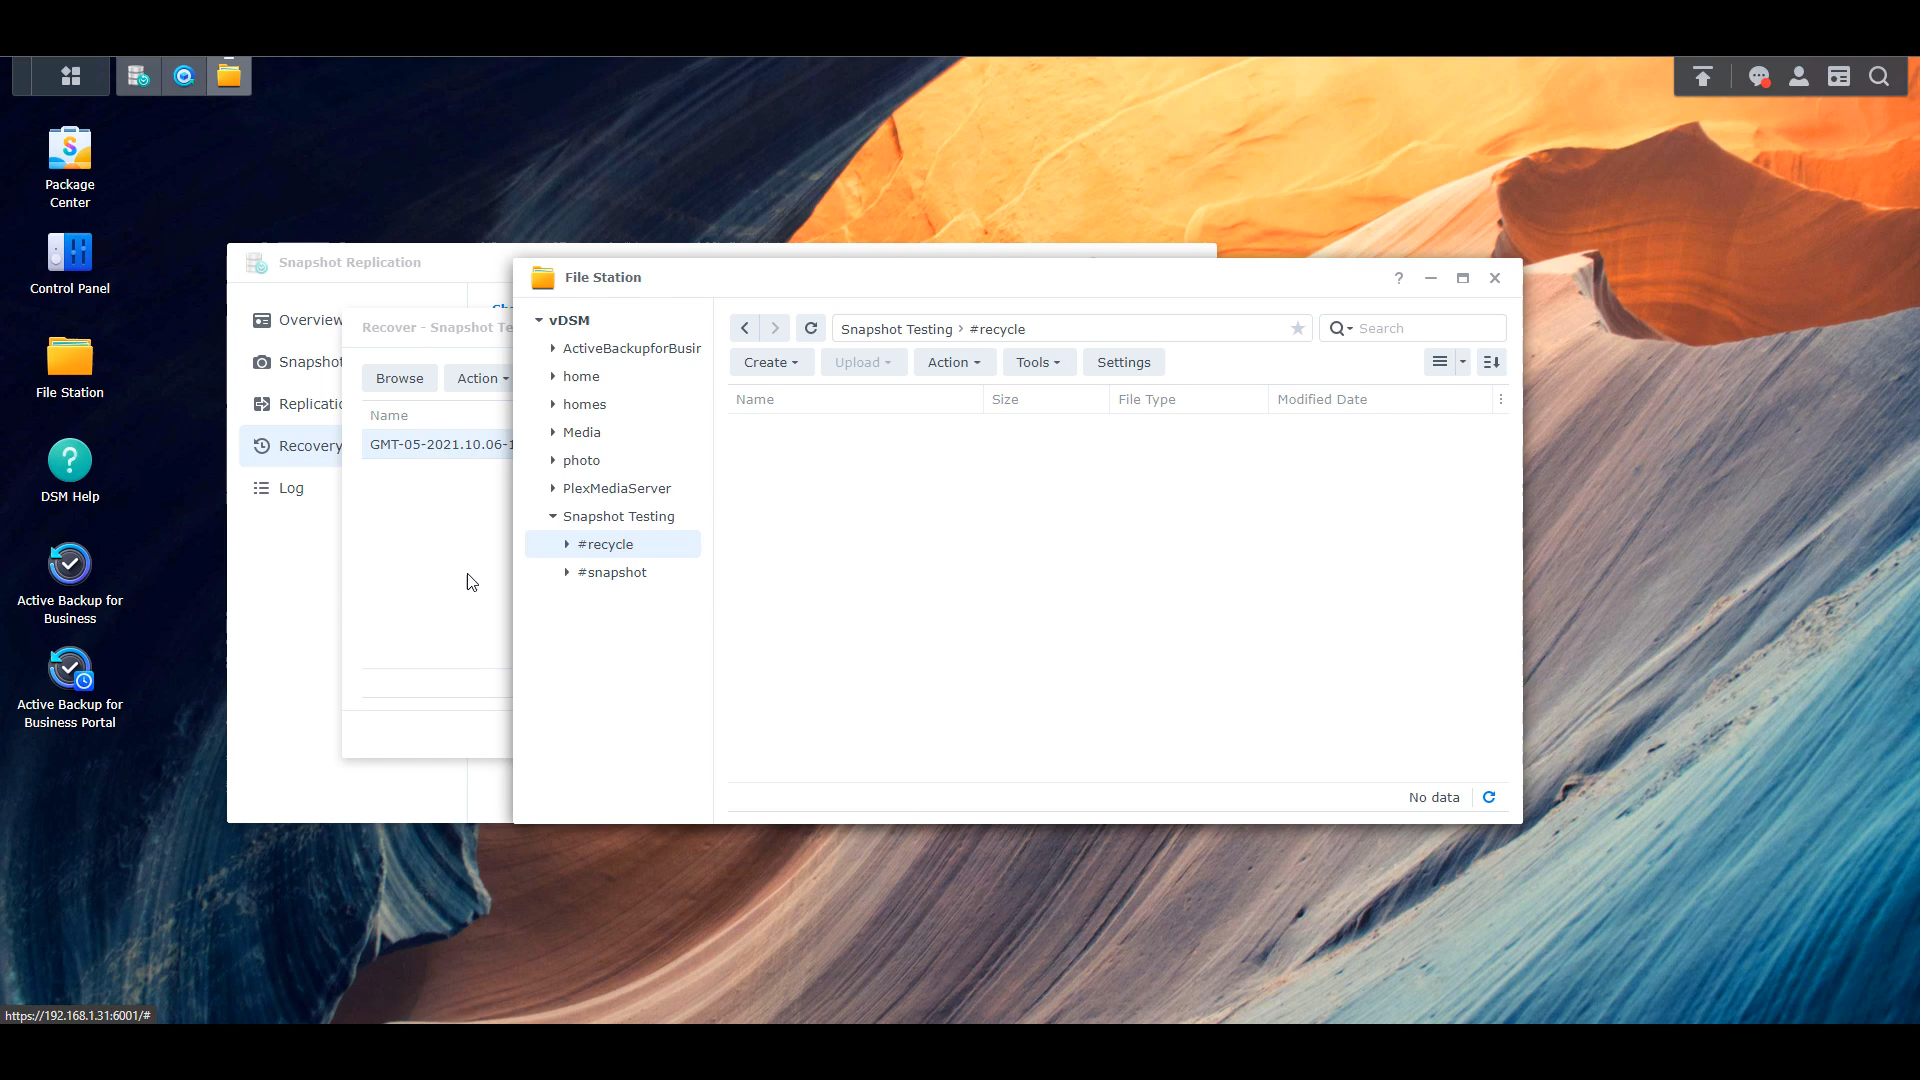 Package
Center
Control Panel
File Station
DSM Help
Active Backup for
Business
Active Backup for
Business Portal
Snapshot Replication
Overview
Snapshot
Replicatio
Recovery
Log
Recover - Snapshot Te
Browse
Action
Name
GMT-05-2021.10.06-1
File Station
vDSM
ActiveBackupforBusin
home
homes
Media
photo
PlexMediaServer
Snapshot Testing
#recycle
#snapshot
Snapshot Testing > #recycle
Search
Create
Upload
Action
Tools
Settings
Name
Size
File Type
Modified Date
No data
https://192.168.1.31:6001/#